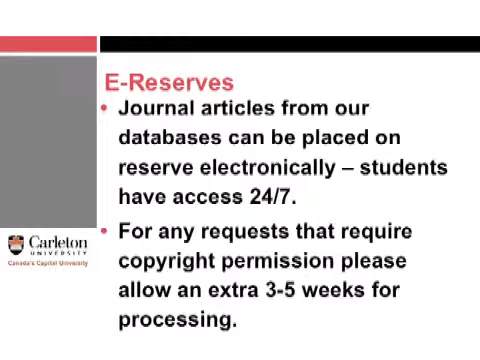 E-Reserves
• Journal articles from our
databases can be placed on
reserve electronically – students
have access 24/7.
• For any requests that require
copyright permission please
allow an extra 3-5 weeks for
processing.
Carleton
UNIVERSITY
Canada's Capital University